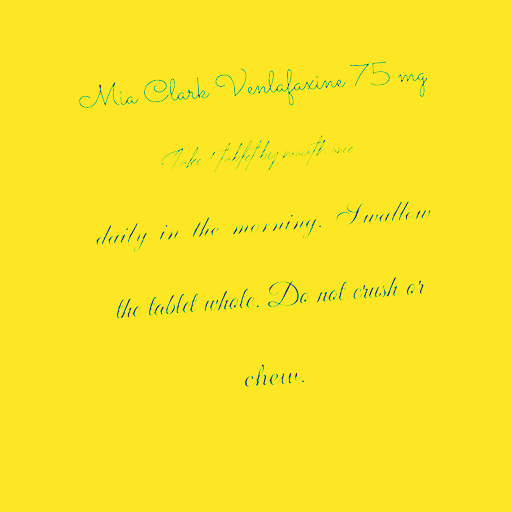 Mia Clark Venlafaxine 75 mg
Take 1 tablet by mouth once
daily in the morning. Swallow
the tablet whole. Do not crush or
chew.